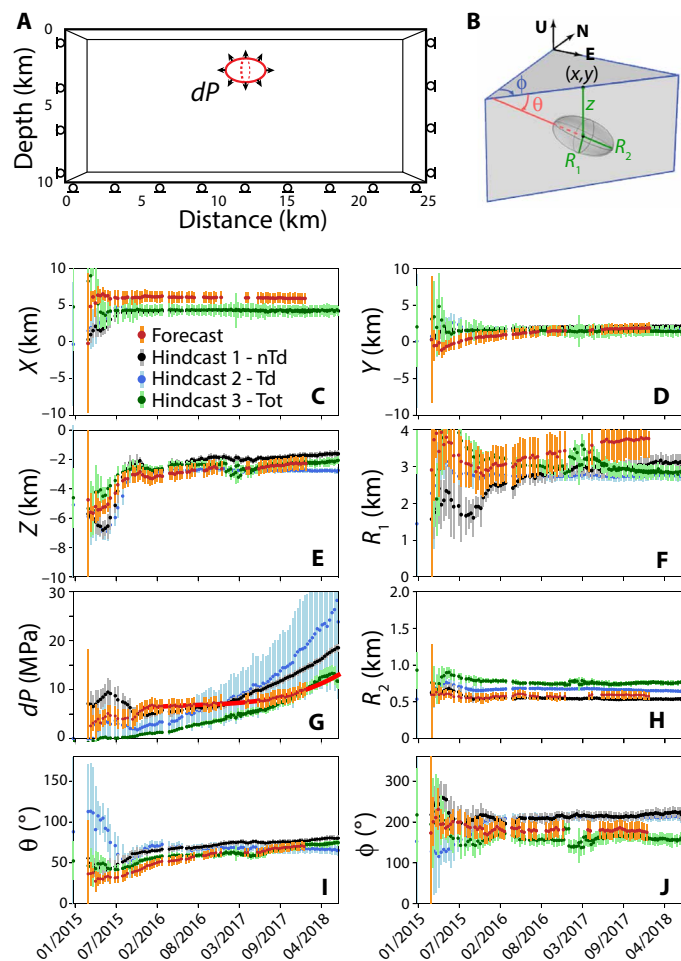 A
0
5
10
Depth (km)
dP
0 5 10 15 20 25
Distance (km)
B
U
N
E
(x,y)
ϕ
θ
z
R1
R2
10
5
0
−5
−10
X (km)
Forecast
Hindcast 1 - nTd
Hindcast 2 - Td
Hindcast 3 - Tot
C
10
5
0
−5
−10
Y (km)
D
0
−2
−4
−6
−8
−10
Z (km)
E
4
3
2
1
0
R1 (km)
F
30
20
10
0
dP (MPa)
G
2.0
1.5
1.0
0.5
0
R2 (km)
H
150
100
50
0
θ (°)
I
300
200
100
0
ϕ (°)
J
01/2015 07/2015 02/2016 08/2016 03/2017 09/2017 04/2018
01/2015 07/2015 02/2016 08/2016 03/2017 09/2017 04/2018